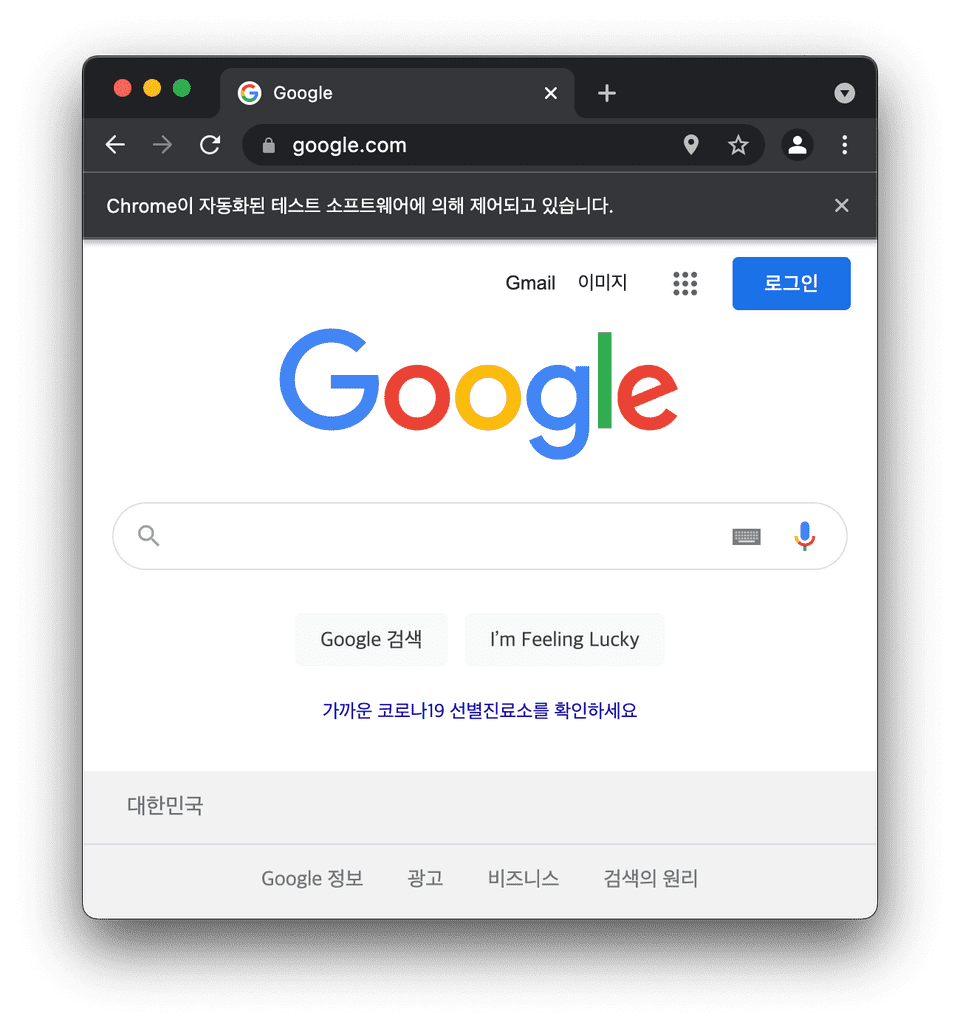 Google
google.com
Chrome이 자동화된 테스트 소프트웨어에 의해 제어되고 있습니다.
Gmail 이미지 로그인
Google
Google 검색 I'm Feeling Lucky
가까운 코로나19 선별진료소를 확인하세요
대한민국
Google 정보 광고 비즈니스 검색의 원리